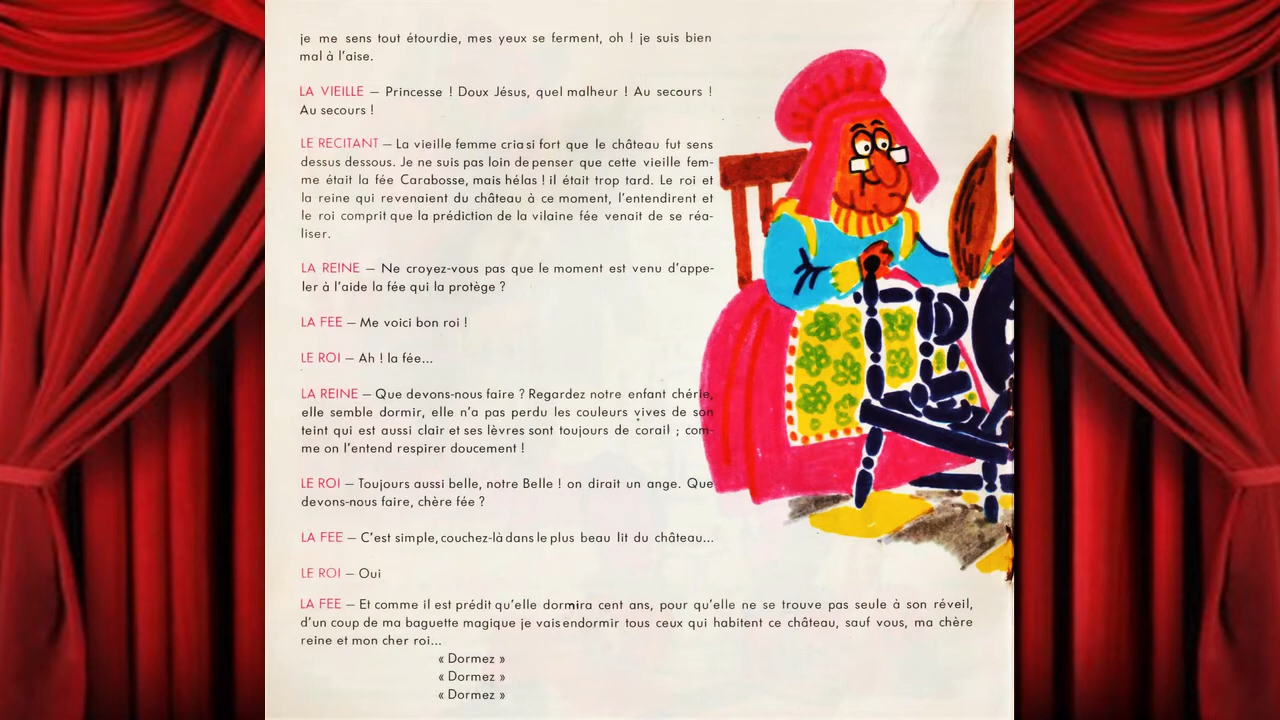 je me sens tout étourdie, mes yeux se ferment, oh ! je suis bien
mal à l'aise.
LA VIEILLE – Princesse ! Doux Jésus, quel malheur ! Au secours !
Au secours !
LE RECITANT – La vieille femme cria si fort que le château fut sens
dessus dessous. Je ne suis pas loin de penser que cette vieille fem-
me était la fée Carabosse, mais hélas ! il était trop tard. Le roi et
la reine qui revenaient du château à ce moment, l'entendirent et
le roi comprit que la prédiction de la vilaine fée venait de se réa-
liser.
LA REINE – Ne croyez-vous pas que le moment est venu d'appe-
ler à l'aide la fée qui la protège ?
LA FEE – Me voici bon roi !
LE ROI – Ah ! la fée...
LA REINE – Que devons-nous faire ? Regardez notre enfant chérie,
elle semble dormir, elle n'a pas perdu les couleurs vives de son
teint qui est aussi clair et ses lèvres sont toujours de corail ; com-
me on l'entend respirer doucement !
LE ROI – Toujours aussi belle, notre Belle ! on dirait un ange. Que
devons-nous faire, chère fée ?
LA FEE – C'est simple, couchez-là dans le plus beau lit du château...
LE ROI – Oui
LA FEE – Et comme il est prédit qu'elle dormira cent ans, pour qu'elle ne se trouve pas seule à son réveil,
d'un coup de ma baguette magique je vais endormir tous ceux qui habitent ce château, sauf vous, ma chère
reine et mon cher roi...
« Dormez »
« Dormez »
« Dormez »